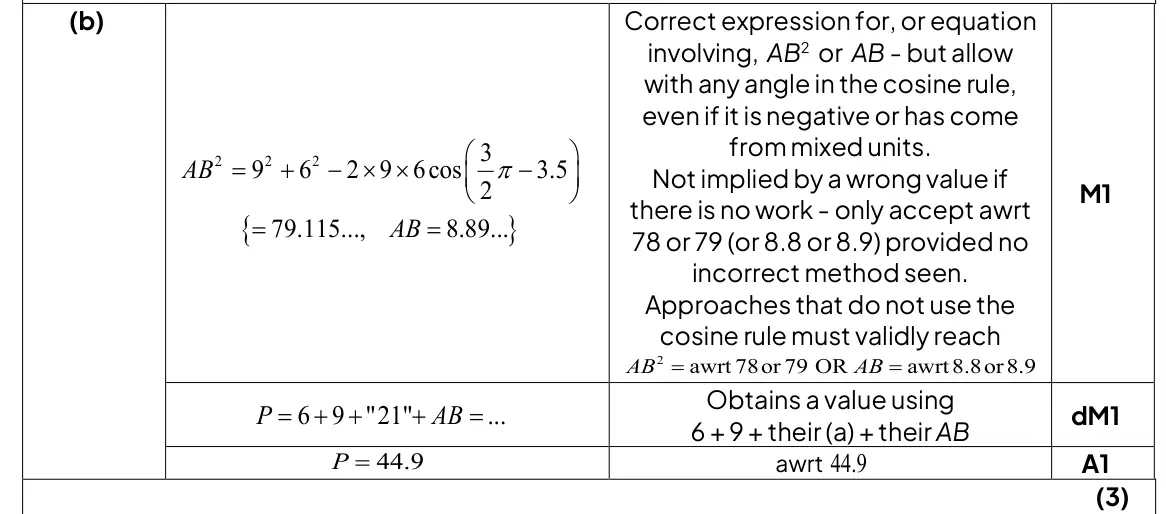 (b)
AB² = 9² + 6² − 2 × 9 × 6 cos(3/2 π − 3.5)
{= 79.115..., AB = 8.89...}
Correct expression for, or equation
involving, AB² or AB - but allow
with any angle in the cosine rule,
even if it is negative or has come
from mixed units.
Not implied by a wrong value if
there is no work - only accept awrt
78 or 79 (or 8.8 or 8.9) provided no
incorrect method seen.
Approaches that do not use the
cosine rule must validly reach
AB² = awrt 78 or 79 OR AB = awrt 8.8 or 8.9
M1
P = 6 + 9 + "21" + AB = ...
Obtains a value using
6 + 9 + their (a) + their AB
dM1
P = 44.9
awrt 44.9
A1
(3)